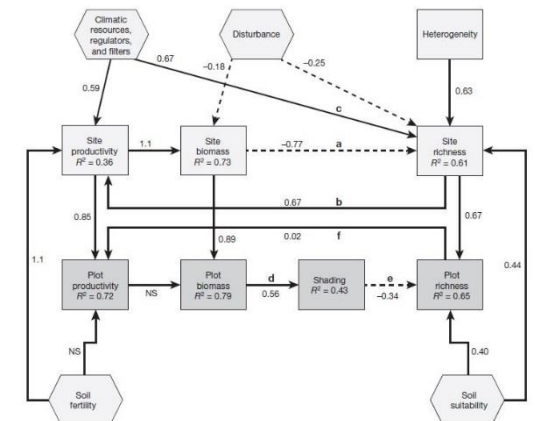 Climatic
resources,
regulators,
and filters
Disturbance
Heterogeneity
0.67
–0.18
–0.25
0.59
c
0.63
Site
productivity
R² = 0.36
1.1
Site
biomass
R² = 0.73
–0.77
a
Site
richness
R² = 0.61
0.67
b
0.85
0.67
0.02
f
0.89
1.1
0.44
Plot
productivity
R² = 0.72
NS
Plot
biomass
R² = 0.79
d
0.56
Shading
R² = 0.43
e
–0.34
Plot
richness
R² = 0.65
NS
0.40
Soil
fertility
Soil
suitability